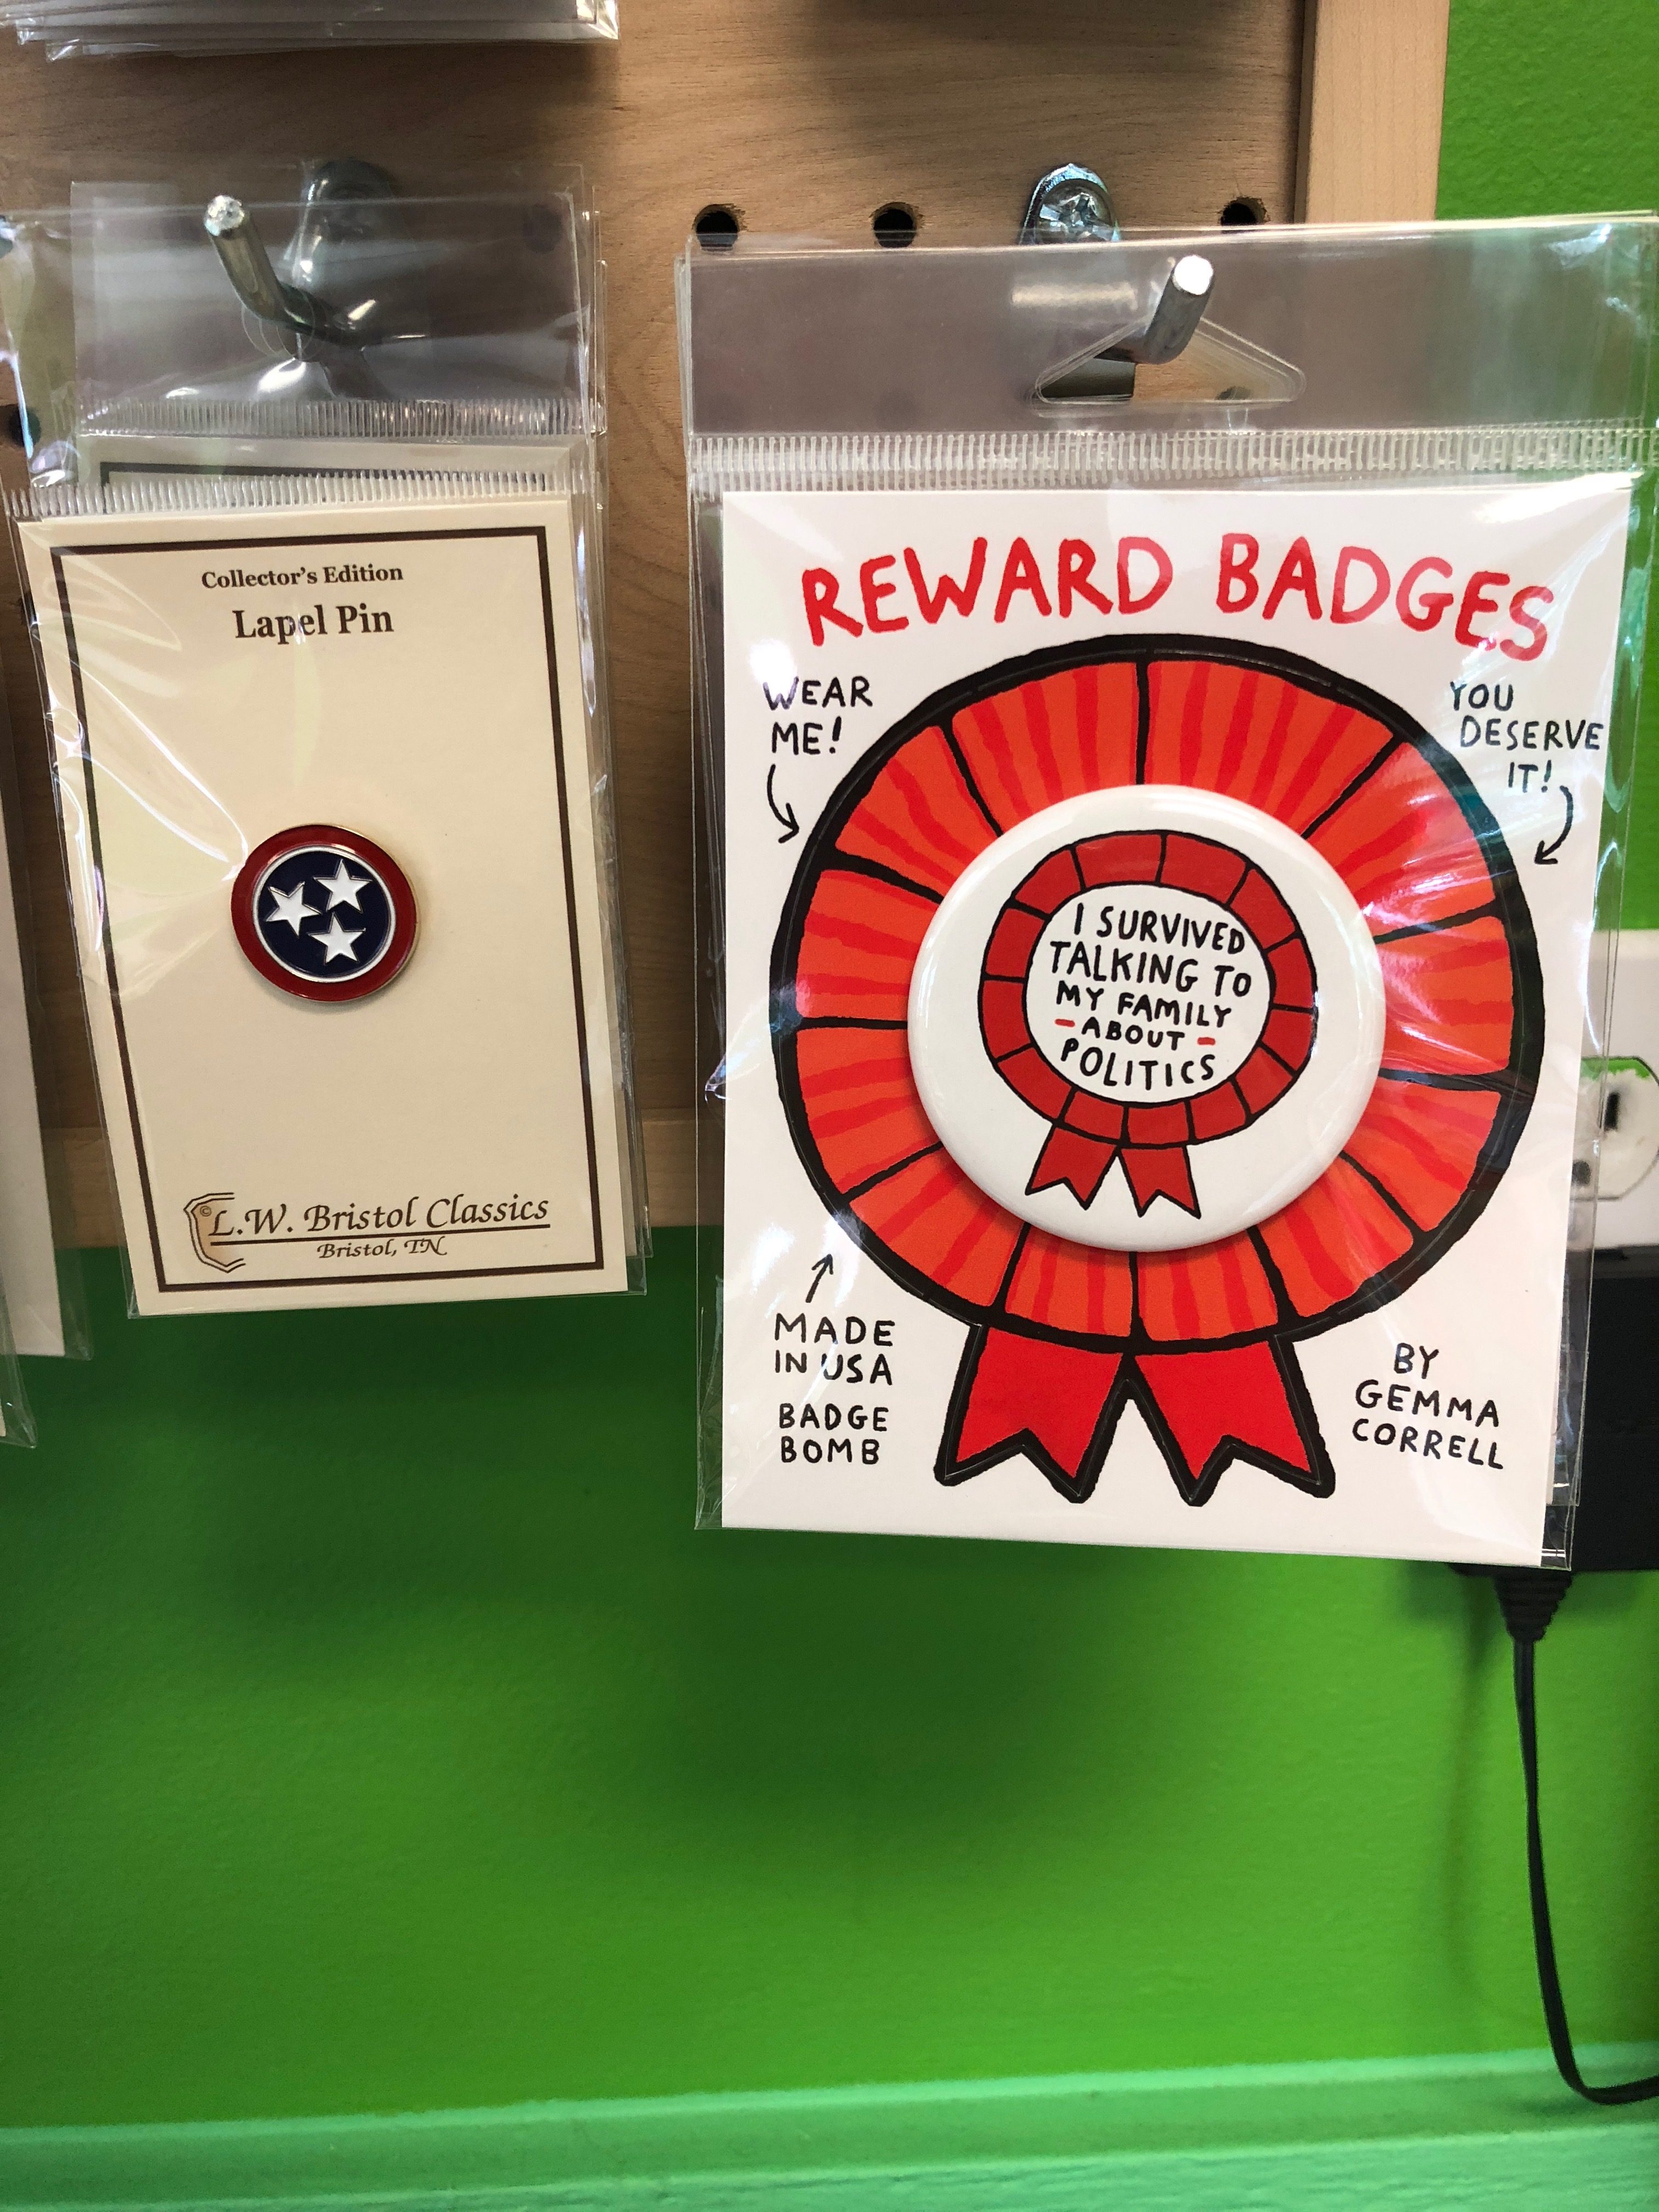 Collector's Edition
Lapel Pin
©L.W. Bristol Classics
Bristol, TN
REWARD BADGES
WEAR
ME!
YOU
DESERVE
IT!
I SURVIVED
TALKING TO
MY FAMILY
- ABOUT -
POLITICS
MADE
IN USA
BADGE
BOMB
BY
GEMMA
CORRELL